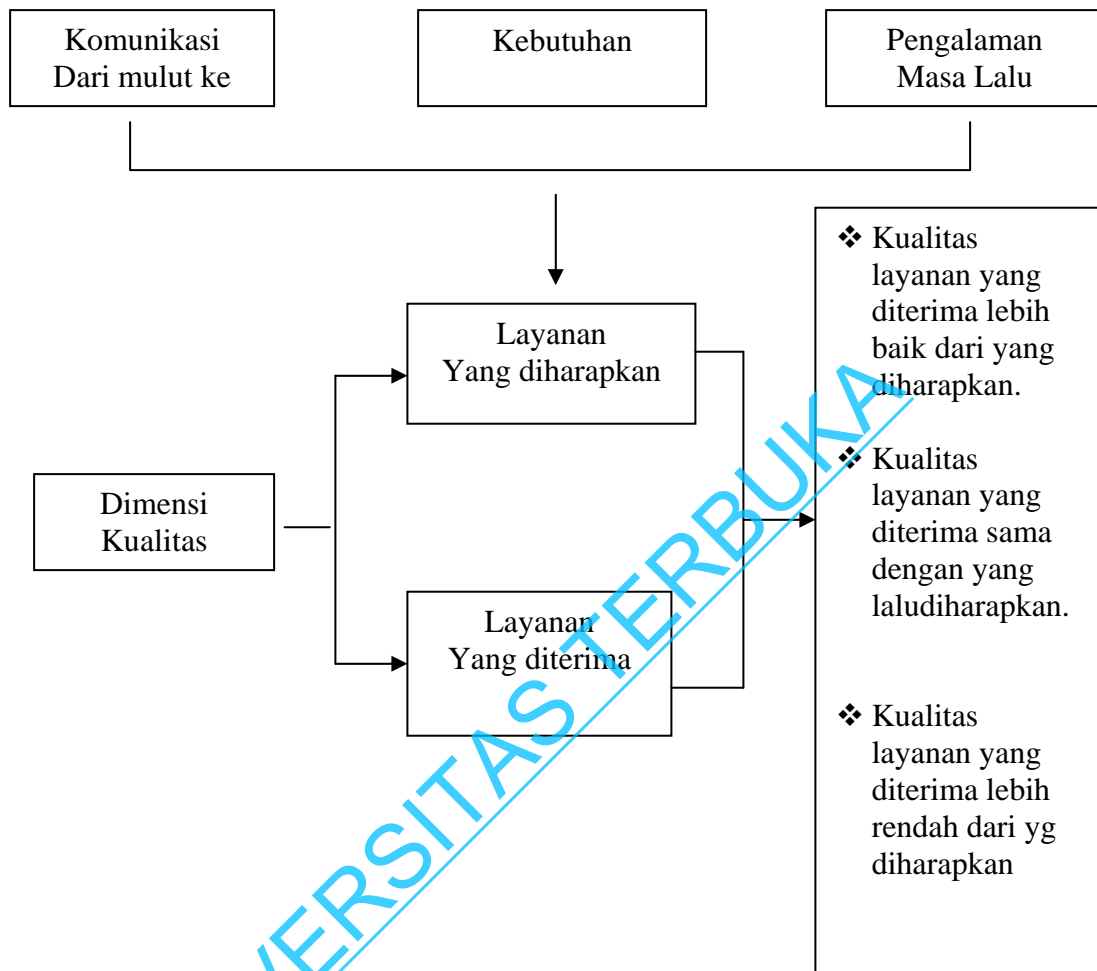 Komunikasi
Dari mulut ke
Kebutuhan
Pengalaman
Masa Lalu
Layanan
Yang diharapkan
Dimensi
Kualitas
Layanan
Yang diterima
❖ Kualitas
layanan yang
diterima lebih
baik dari yang
diharapkan.
❖ Kualitas
layanan yang
diterima sama
dengan yang
laludiharapkan.
❖ Kualitas
layanan yang
diterima lebih
rendah dari yg
diharapkan
VERSITAS TERBUKA